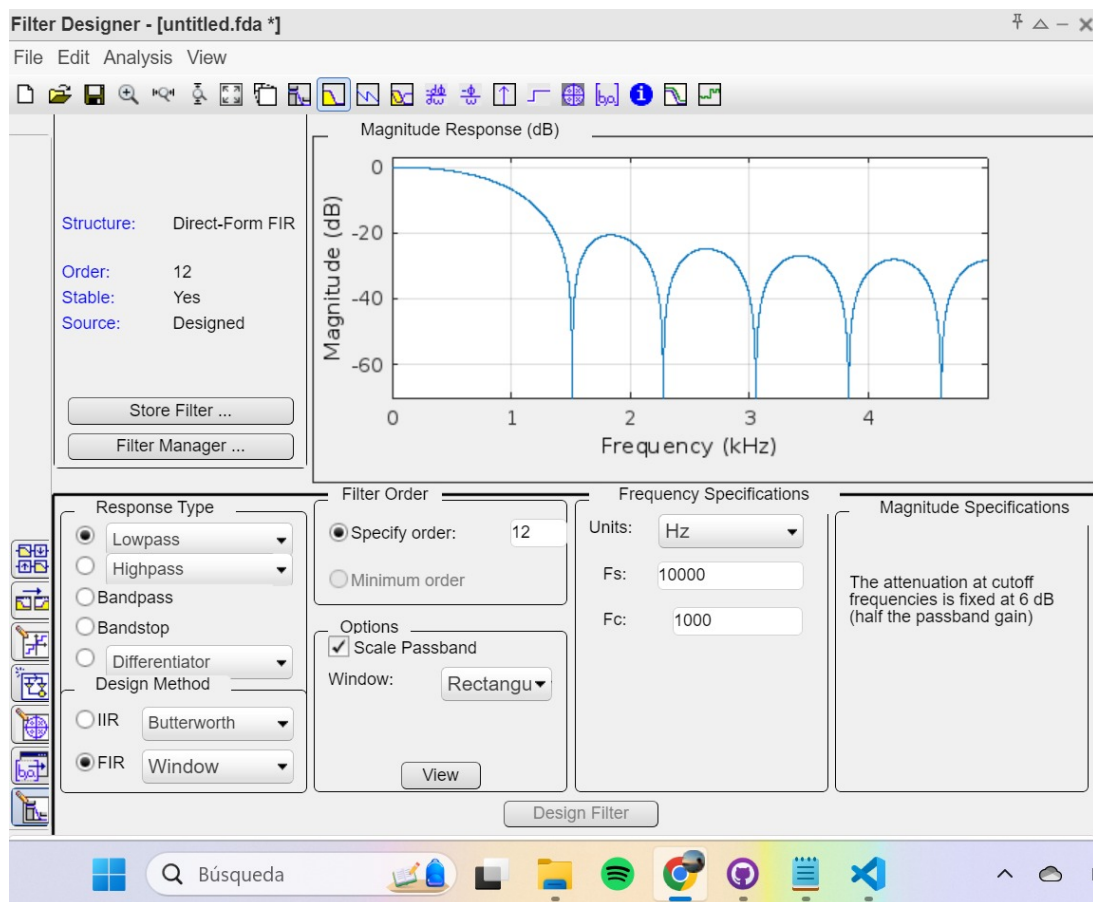 Filter Designer - [untitled.fda *]
File Edit Analysis View
Magnitude Response (dB)
Structure: Direct-Form FIR
Order: 12
Stable: Yes
Source: Designed
Store Filter ...
Filter Manager ...
Magnitude (dB)
0
-20
-40
-60
0 1 2 3 4
Frequency (kHz)
Response Type
Lowpass
Highpass
Bandpass
Bandstop
Differentiator
Design Method
IIR Butterworth
FIR Window
Filter Order
Specify order: 12
Minimum order
Options
Scale Passband
Window: Rectangu
View
Frequency Specifications
Units: Hz
Fs: 10000
Fc: 1000
Magnitude Specifications
The attenuation at cutoff
frequencies is fixed at 6 dB
(half the passband gain)
Design Filter
Búsqueda